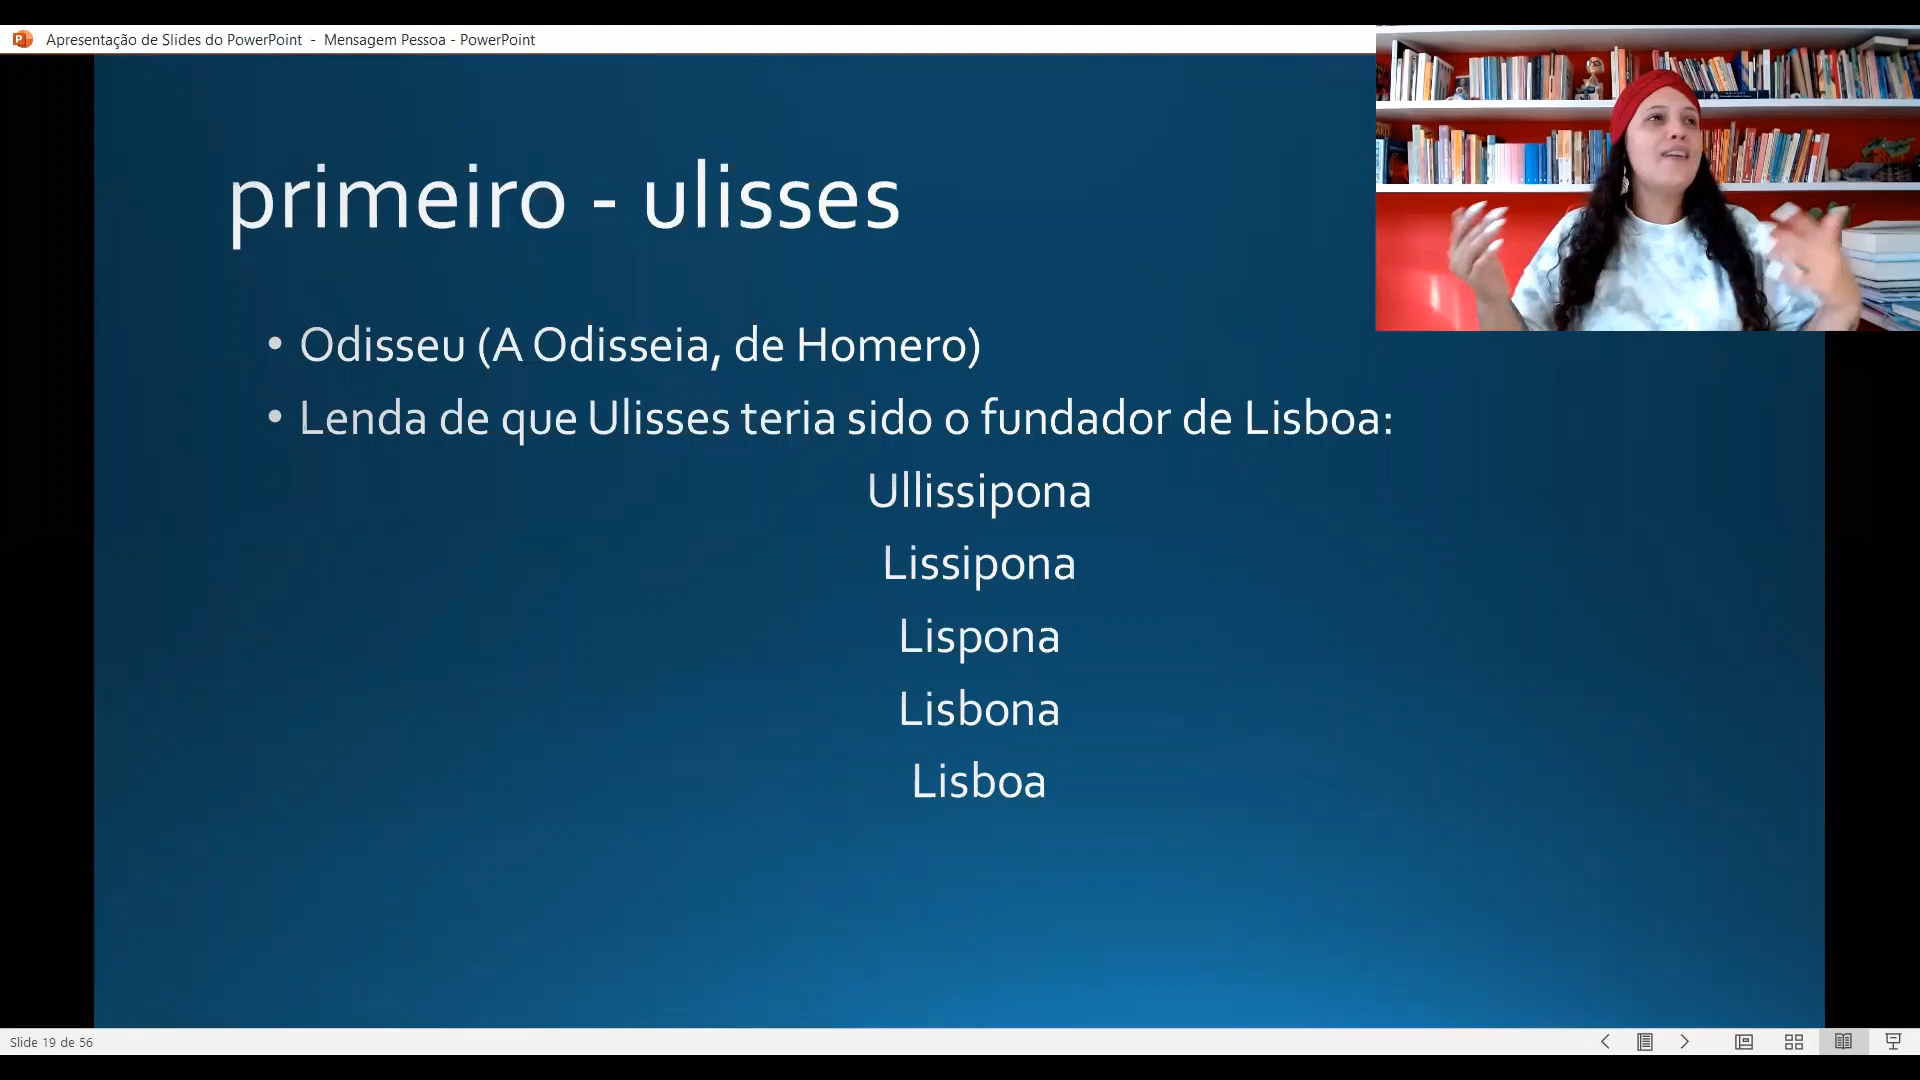 Apresentação de Slides do PowerPoint - Mensagem Pessoa - PowerPoint
primeiro - ulisses
• Odisseu (A Odisseia, de Homero)
• Lenda de que Ulisses teria sido o fundador de Lisboa:
Ullissipona
Lissipona
Lispona
Lisbona
Lisboa
Slide 19 de 56